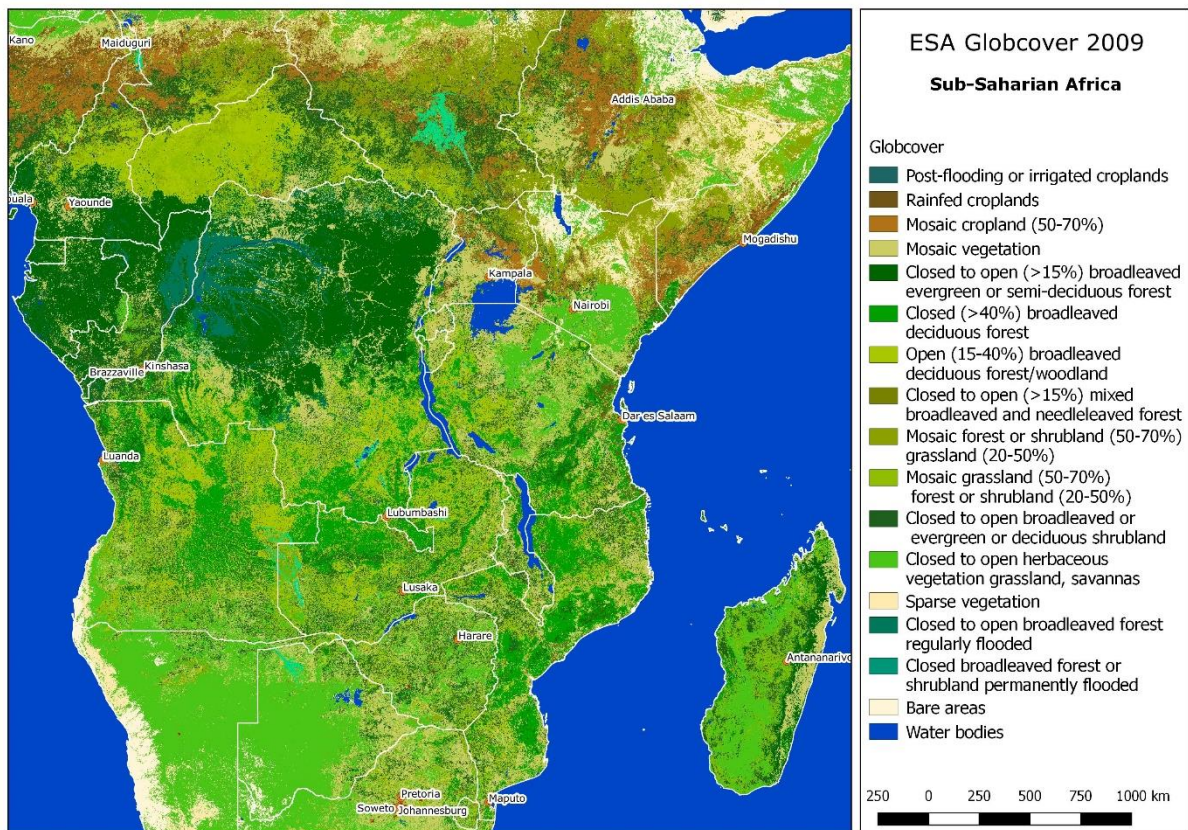 Kano
Maiduguri
Addis Ababa
ouala
Yaounde
Mogadishu
Kampala
Nairobi
Brazzaville
Kinshasa
Dar es Salaam
Luanda
Lubumbashi
Lusaka
Harare
Antananarivo
Pretoria
Soweto
Johannesburg
Maputo
ESA Globcover 2009
Sub-Saharian Africa
Globcover
Post-flooding or irrigated croplands
Rainfed croplands
Mosaic cropland (50-70%)
Mosaic vegetation
Closed to open (>15%) broadleaved
evergreen or semi-deciduous forest
Closed (>40%) broadleaved
deciduous forest
Open (15-40%) broadleaved
deciduous forest/woodland
Closed to open (>15%) mixed
broadleaved and needleleaved forest
Mosaic forest or shrubland (50-70%)
grassland (20-50%)
Mosaic grassland (50-70%)
forest or shrubland (20-50%)
Closed to open broadleaved or
evergreen or deciduous shrubland
Closed to open herbaceous
vegetation grassland, savannas
Sparse vegetation
Closed to open broadleaved forest
regularly flooded
Closed broadleaved forest or
shrubland permanently flooded
Bare areas
Water bodies
250 0 250 500 750 1000 km